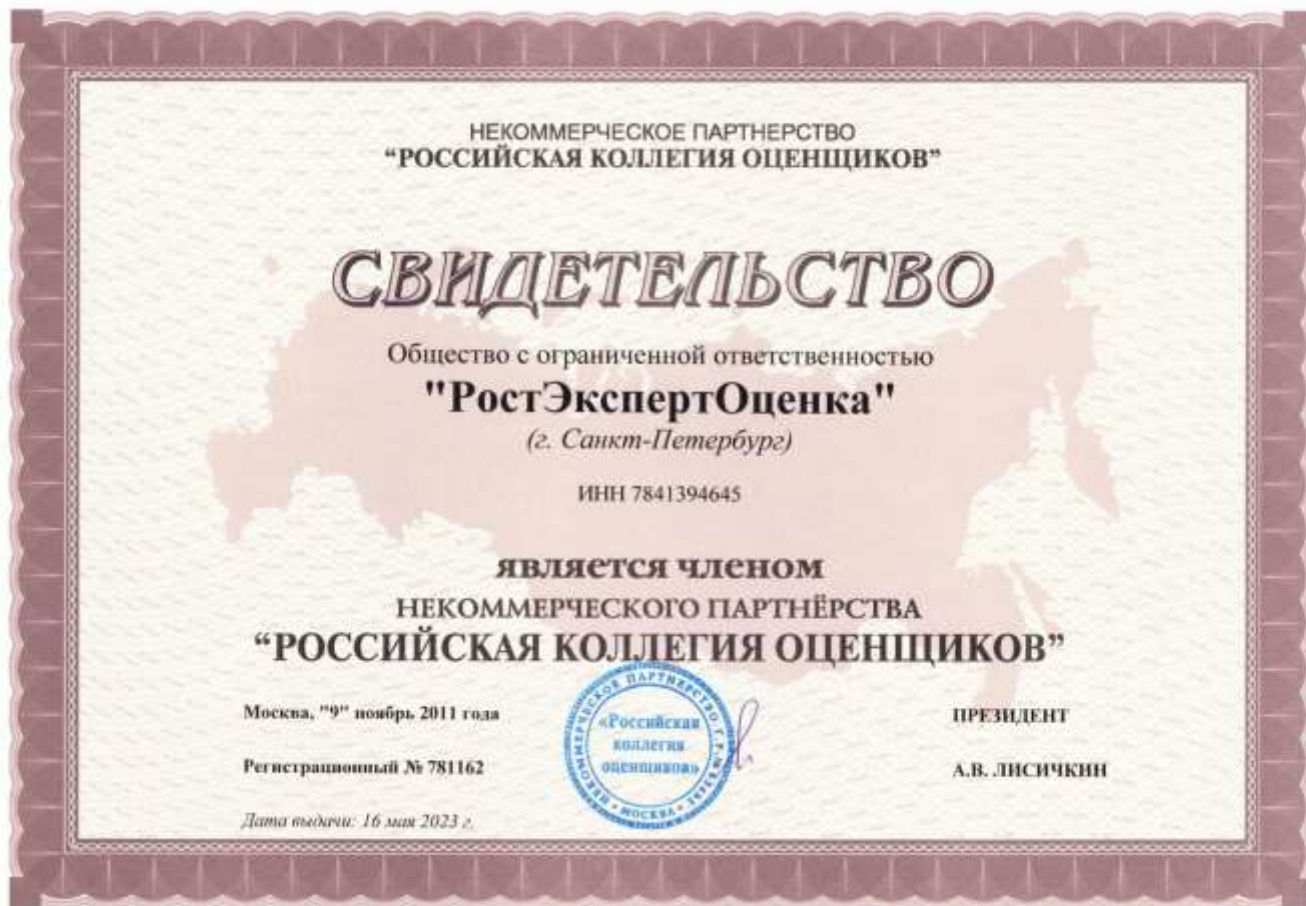 НЕКОММЕРЧЕСКОЕ ПАРТНЕРСТВО
“РОССИЙСКАЯ КОЛЛЕГИЯ ОЦЕНЩИКОВ”
СВИДЕТЕЛЬСТВО
Общество с ограниченной ответственностью
"РостЭкспертОценка"
(г. Санкт-Петербург)
ИНН 7841394645
является членом
НЕКОММЕРЧЕСКОГО ПАРТНЁРСТВА
“РОССИЙСКАЯ КОЛЛЕГИЯ ОЦЕНЩИКОВ”
Москва, "9" ноябрь 2011 года
ПРЕЗИДЕНТ
Регистрационный № 781162
А.В. ЛИСИЧКИН
Дата выдачи: 16 мая 2023 г.
НЕКОММЕРЧЕСКОЕ ПАРТНЕРСТВО
МОСКВА
«Российская
коллегия
оценщиков»